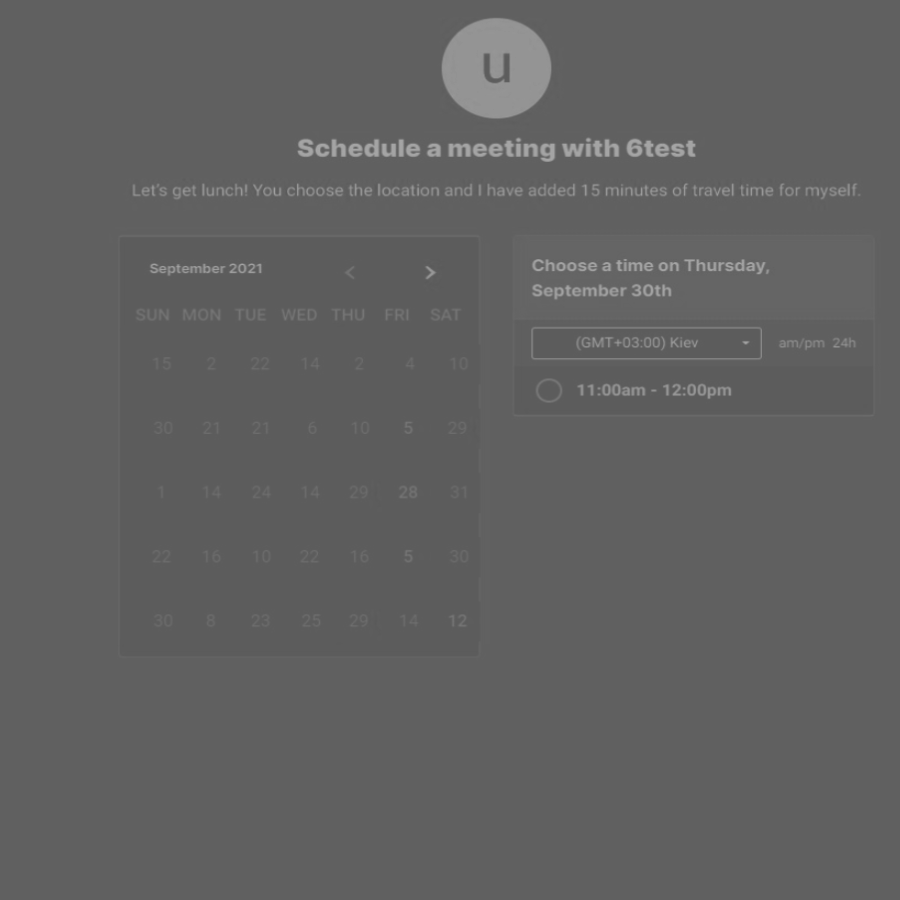 u
Schedule a meeting with 6test
Let's get lunch! You choose the location and I have added 15 minutes of travel time for myself.
September 2021
SUN MON TUE WED THU FRI SAT
15 2 22 14 2 4 10
30 21 21 6 10 5 29
1 14 24 14 29 28 31
22 16 10 22 16 5 30
30 8 23 25 29 14 12
Choose a time on Thursday,
September 30th
(GMT+03:00) Kiev am/pm 24h
11:00am - 12:00pm